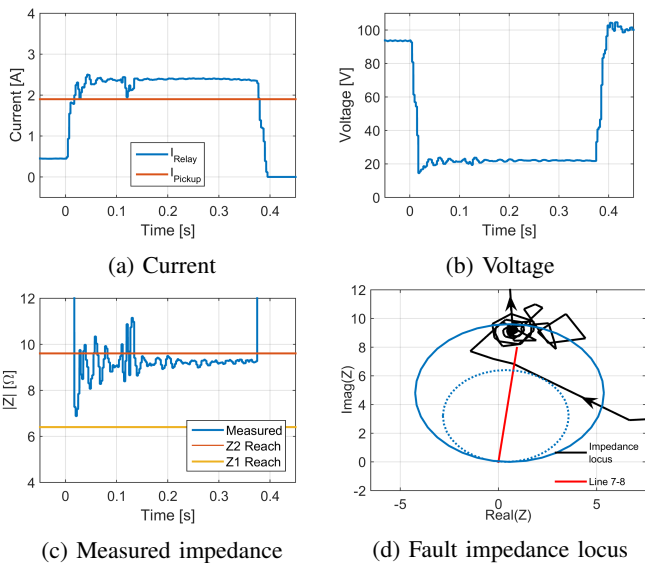 4
3
2
1
0
Current [A]
I_Relay
I_Pickup
0 0.1 0.2 0.3 0.4
Time [s]
(a) Current
100
80
60
40
20
0
Voltage [V]
0 0.1 0.2 0.3 0.4
Time [s]
(b) Voltage
12
10
8
6
4
|Z| [Ω]
Measured
Z2 Reach
Z1 Reach
0 0.1 0.2 0.3 0.4
Time [s]
(c) Measured impedance
12
10
8
6
4
2
0
-2
Imag(Z)
Impedance
locus
Line 7-8
-5 0 5
Real(Z)
(d) Fault impedance locus